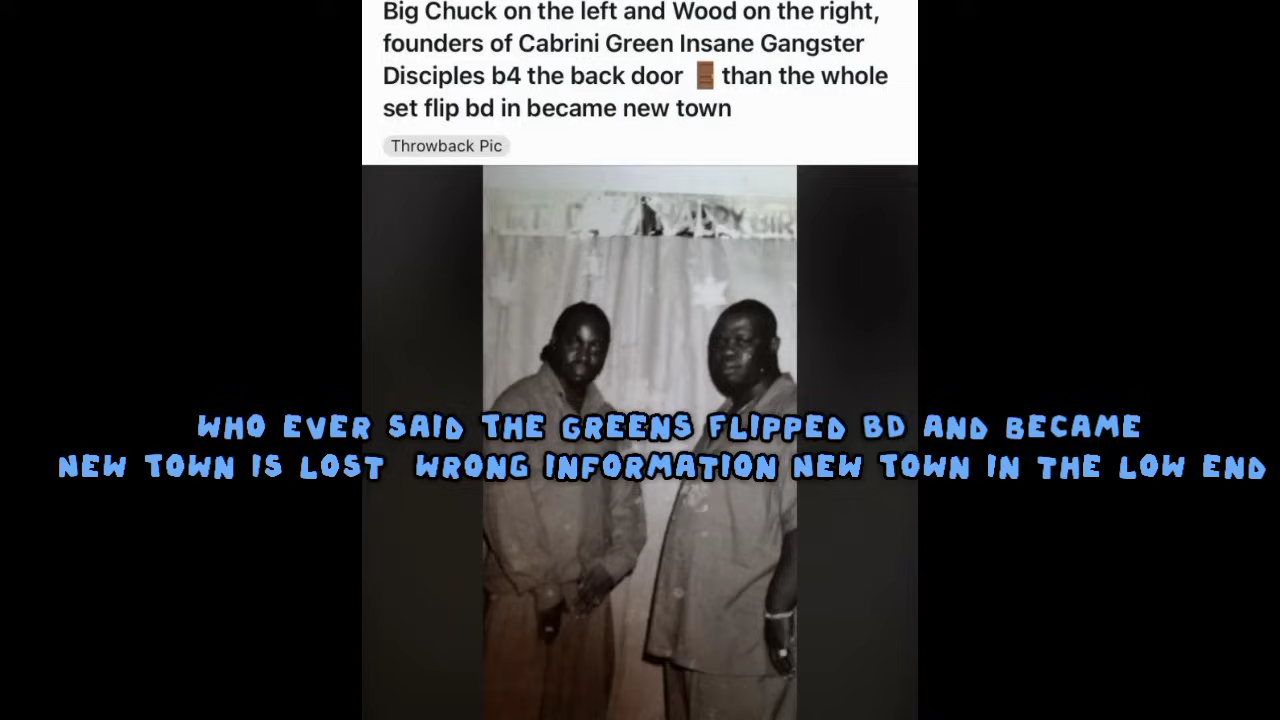 Big Chuck on the left and Wood on the right,
founders of Cabrini Green Insane Gangster
Disciples b4 the back door 🚪 than the whole
set flip bd in became new town
Throwback Pic
HAPPY BIR
WHO EVER SAID THE GREENS FLIPPED BD AND BECAME
NEW TOWN IS LOST WRONG INFORMATION NEW TOWN IN THE LOW END